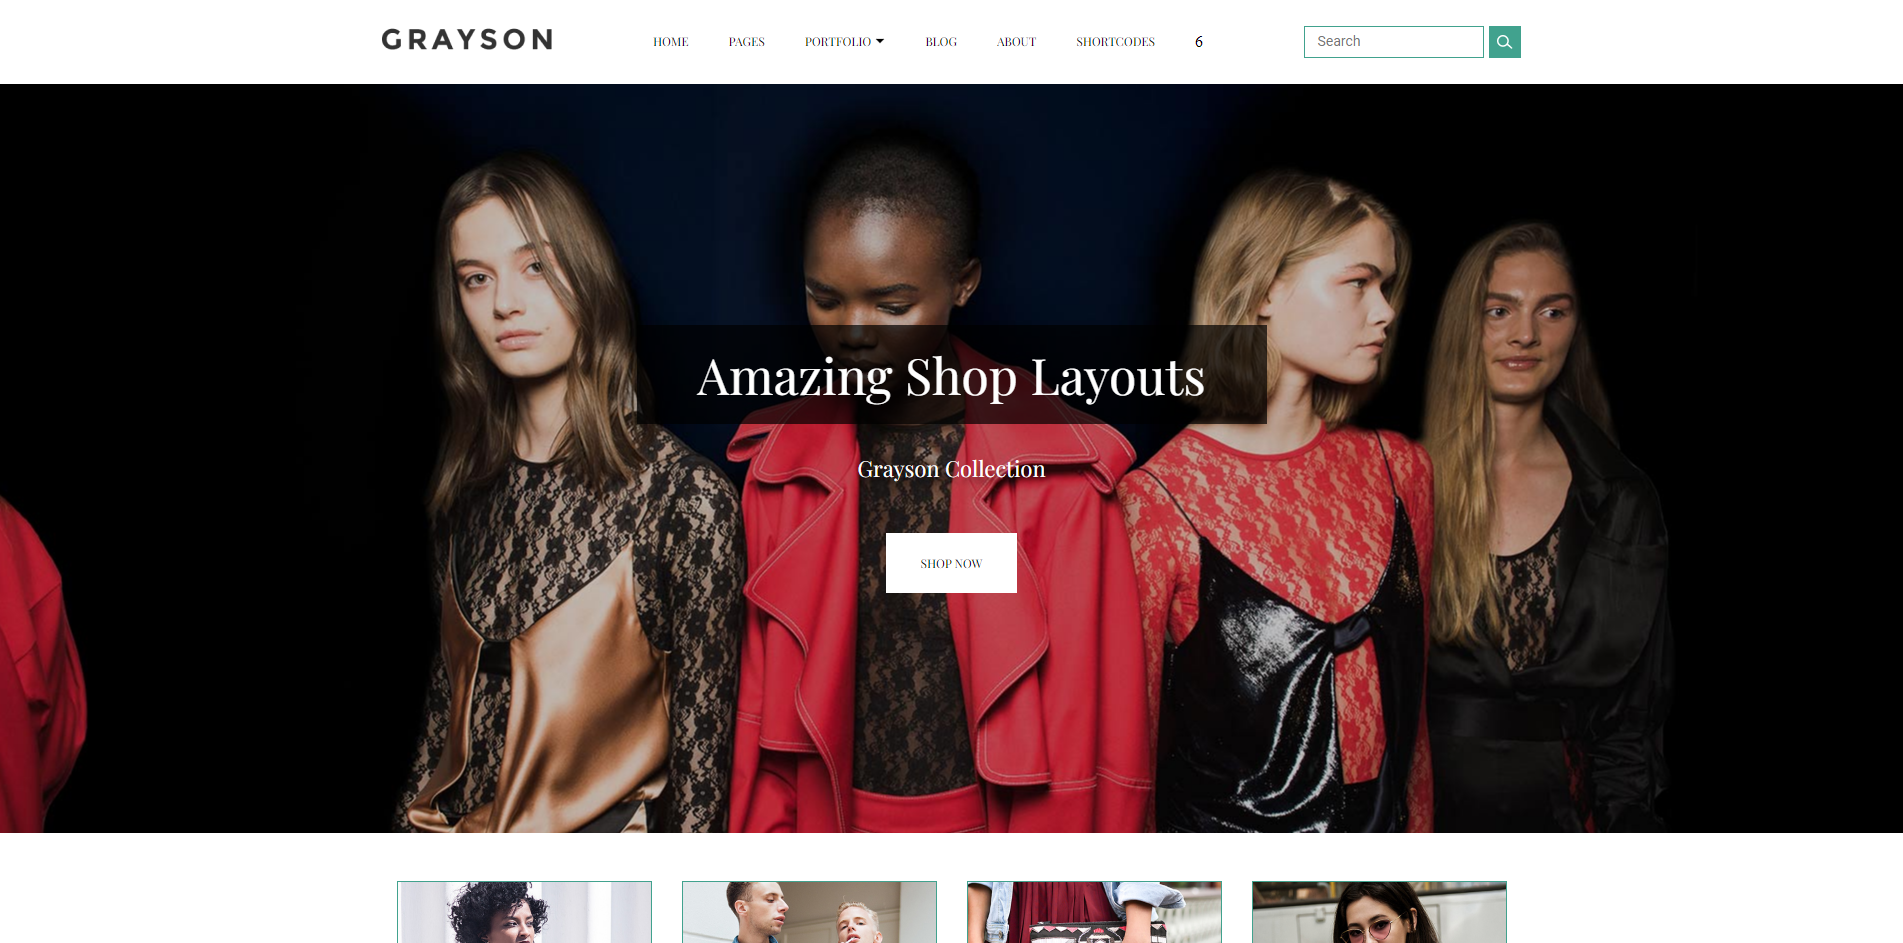 GRAYSON
HOME PAGES PORTFOLIO BLOG ABOUT SHORTCODES 6
Search
Amazing Shop Layouts
Grayson Collection
SHOP NOW